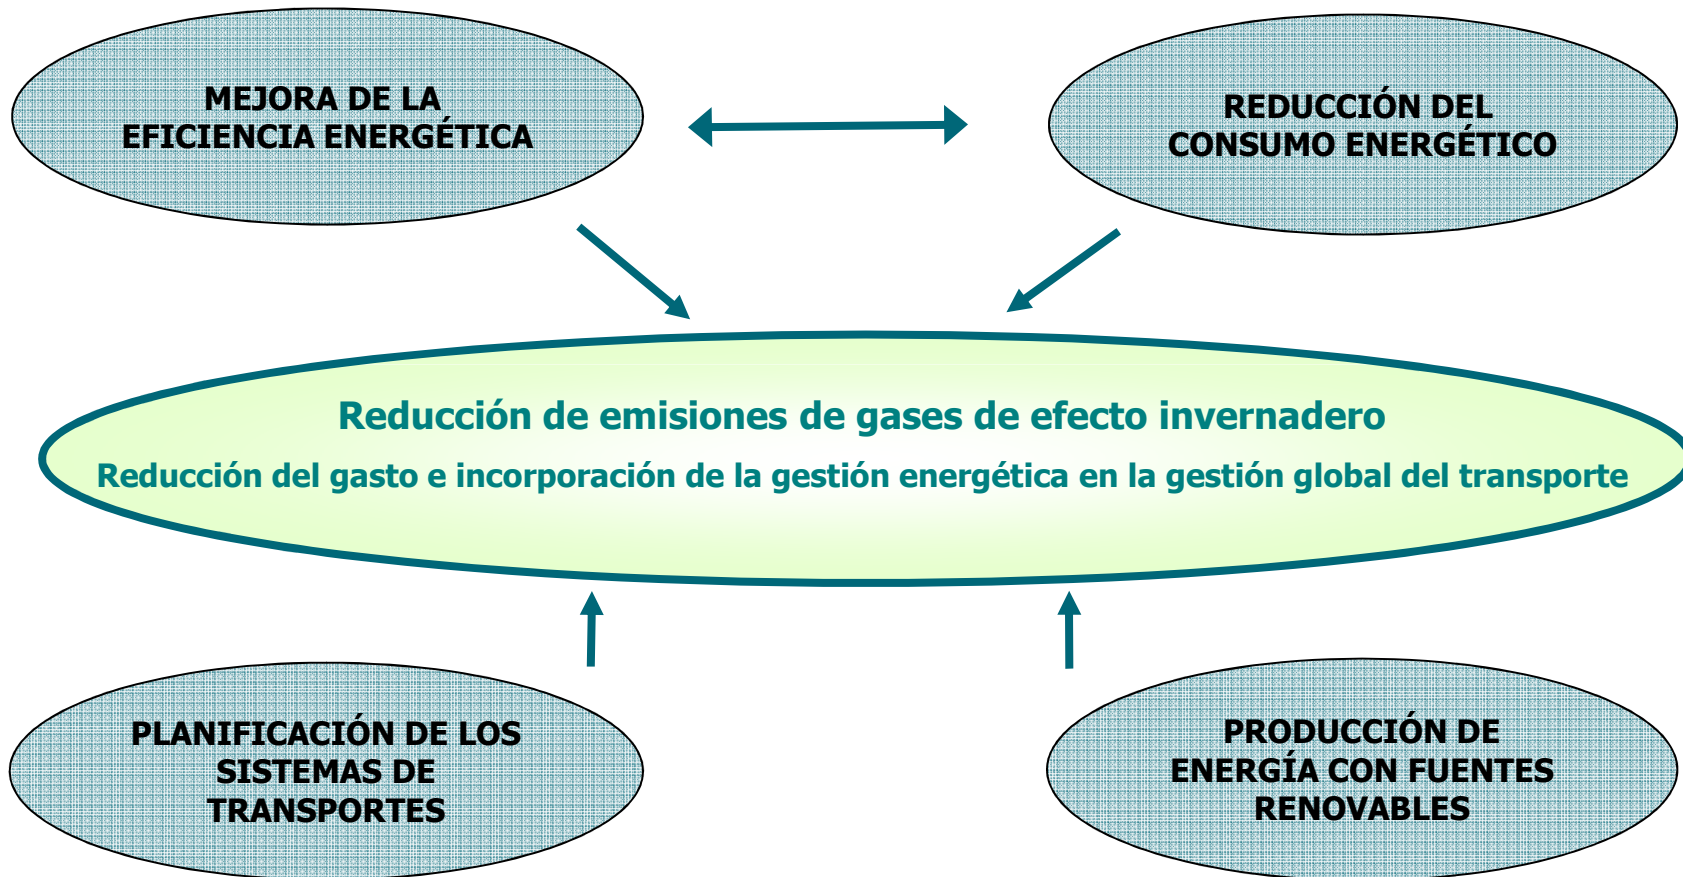 MEJORA DE LA
EFICIENCIA ENERGÉTICA
REDUCCIÓN DEL
CONSUMO ENERGÉTICO
Reducción de emisiones de gases de efecto invernadero
Reducción del gasto e incorporación de la gestión energética en la gestión global del transporte
PLANIFICACIÓN DE LOS
SISTEMAS DE
TRANSPORTES
PRODUCCIÓN DE
ENERGÍA CON FUENTES
RENOVABLES